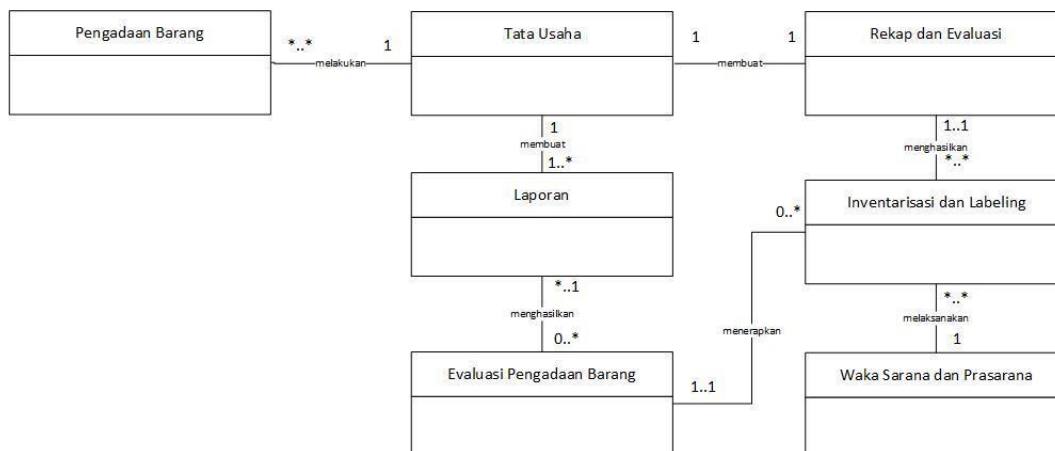 Pengadaan Barang
*..*
melakukan
1
Tata Usaha
1
membuat
1
Rekap dan Evaluasi
1
membuat
1..*
1..1
menghasilkan
*..*
Laporan
0..*
Inventarisasi dan Labeling
*..1
menghasilkan
0..*
menerapkan
*..*
melaksanakan
1
Evaluasi Pengadaan Barang
1..1
Waka Sarana dan Prasarana